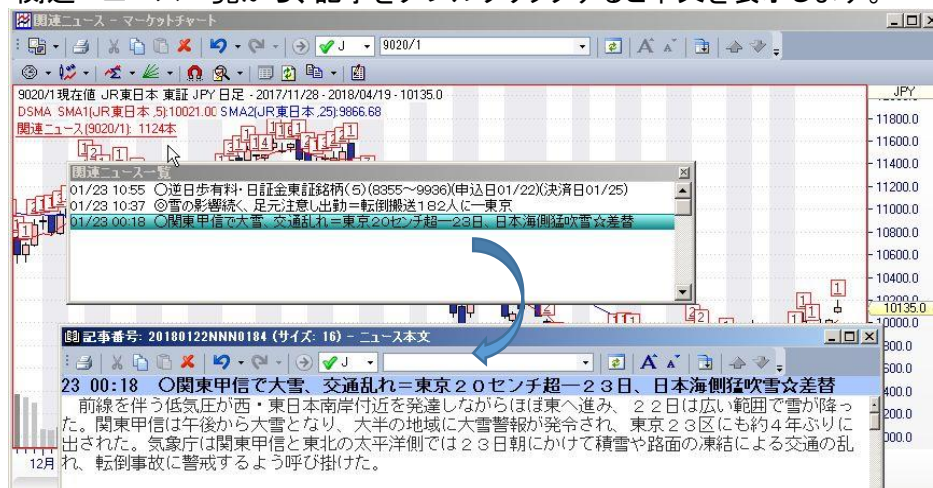 関連ニュース一覧から、記事をダブルクリックすると本文を表示します。
関連ニュース - マーケットチャート
J 9020/1
9020/1 現在値 JR東日本 東証 JPY 日足 - 2017/11/28 - 2018/04/19 - 10135.0
JPY
DSMA SMA1(JR東日本 ,5):10021.00 SMA2(JR東日本 ,25):9866.68
関連ニュース(9020/1): 1124本
11800.0
11600.0
11400.0
11200.0
11000.0
10800.0
10600.0
10400.0
10200.0
10135.0
10000.0
関連ニュース一覧
01/23 10:55 〇逆日歩有料・日証金東証銘柄(5)(8355～9936)(申込日01/22)(決済日01/25)
01/23 10:37 ◎雪の影響続く、足元注意し出勤=転倒搬送182人に―東京
01/23 00:18 〇関東甲信で大雪、交通乱れ=東京20センチ超―23日、日本海側猛吹雪☆差替
記事番号: 20180122NNN0184 (サイズ: 16) - ニュース本文
J
23 00:18 〇関東甲信で大雪、交通乱れ=東京20センチ超―23日、日本海側猛吹雪☆差替
前線を伴う低気圧が西・東日本南岸付近を発達しながらほぼ東へ進み、22日は広い範囲で雪が降っ
た。関東甲信は午後から大雪となり、大半の地域に大雪警報が発令され、東京23区にも約4年ぶりに
出された。気象庁は関東甲信と東北の太平洋側では23日朝にかけて積雪や路面の凍結による交通の乱
れ、転倒事故に警戒するよう呼び掛けた。
12月